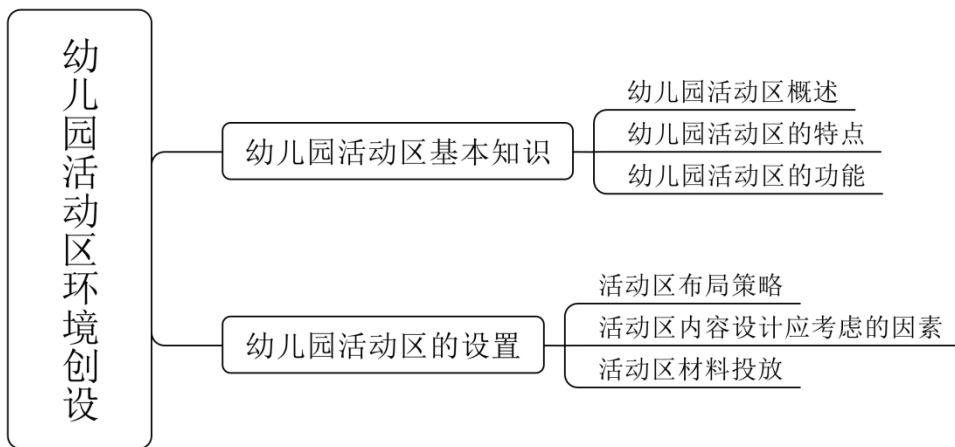 幼儿园活动区环境创设
幼儿园活动区基本知识
幼儿园活动区概述
幼儿园活动区的特点
幼儿园活动区的功能
幼儿园活动区的设置
活动区布局策略
活动区内容设计应考虑的因素
活动区材料投放